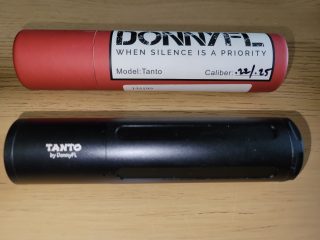 DONNYFL
WHEN SILENCE IS A PRIORITY
Model:Tanto
Caliber: .22/.25
TANTO
by DonnyFL